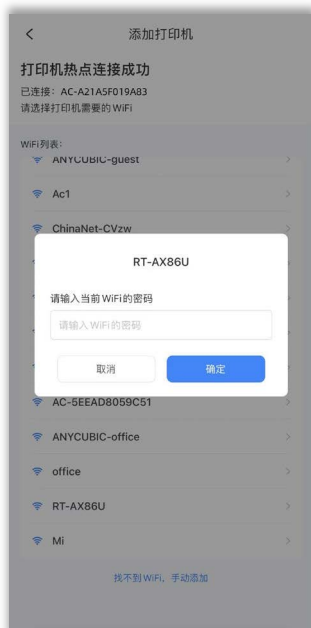 添加打印机
打印机热点连接成功
已连接: AC-A21A5F019A83
请选择打印机需要的 WiFi
WiFi列表:
ANYCUBIC-guest
Ac1
ChinaNet-CVzw
RT-AX86U
请输入当前WiFi的密码
请输入WiFi的密码
取消
确定
AC-5EEAD8059C51
ANYCUBIC-office
office
RT-AX86U
Mi
找不到WiFi, 手动添加